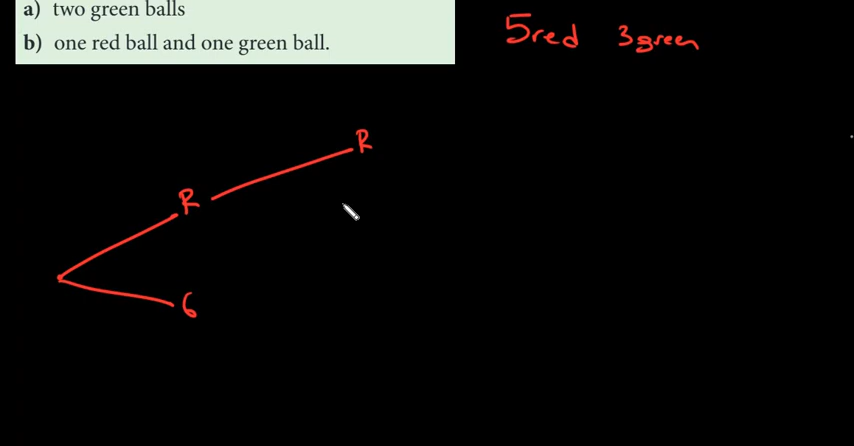 a) two green balls
b) one red ball and one green ball.
5red 3green
R
R
G